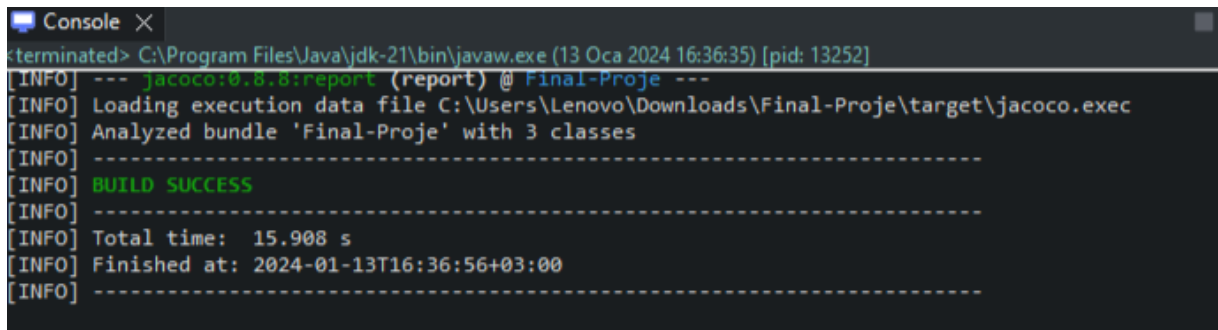 Console
<terminated> C:\Program Files\Java\jdk-21\bin\javaw.exe (13 Oca 2024 16:36:35) [pid: 13252]
[INFO] --- jacoco:0.8.8:report (report) @ Final-Proje ---
[INFO] Loading execution data file C:\Users\Lenovo\Downloads\Final-Proje\target\jacoco.exec
[INFO] Analyzed bundle 'Final-Proje' with 3 classes
[INFO] ------------------------------------------------------------------------
[INFO] BUILD SUCCESS
[INFO] ------------------------------------------------------------------------
[INFO] Total time:  15.908 s
[INFO] Finished at: 2024-01-13T16:36:56+03:00
[INFO] ------------------------------------------------------------------------